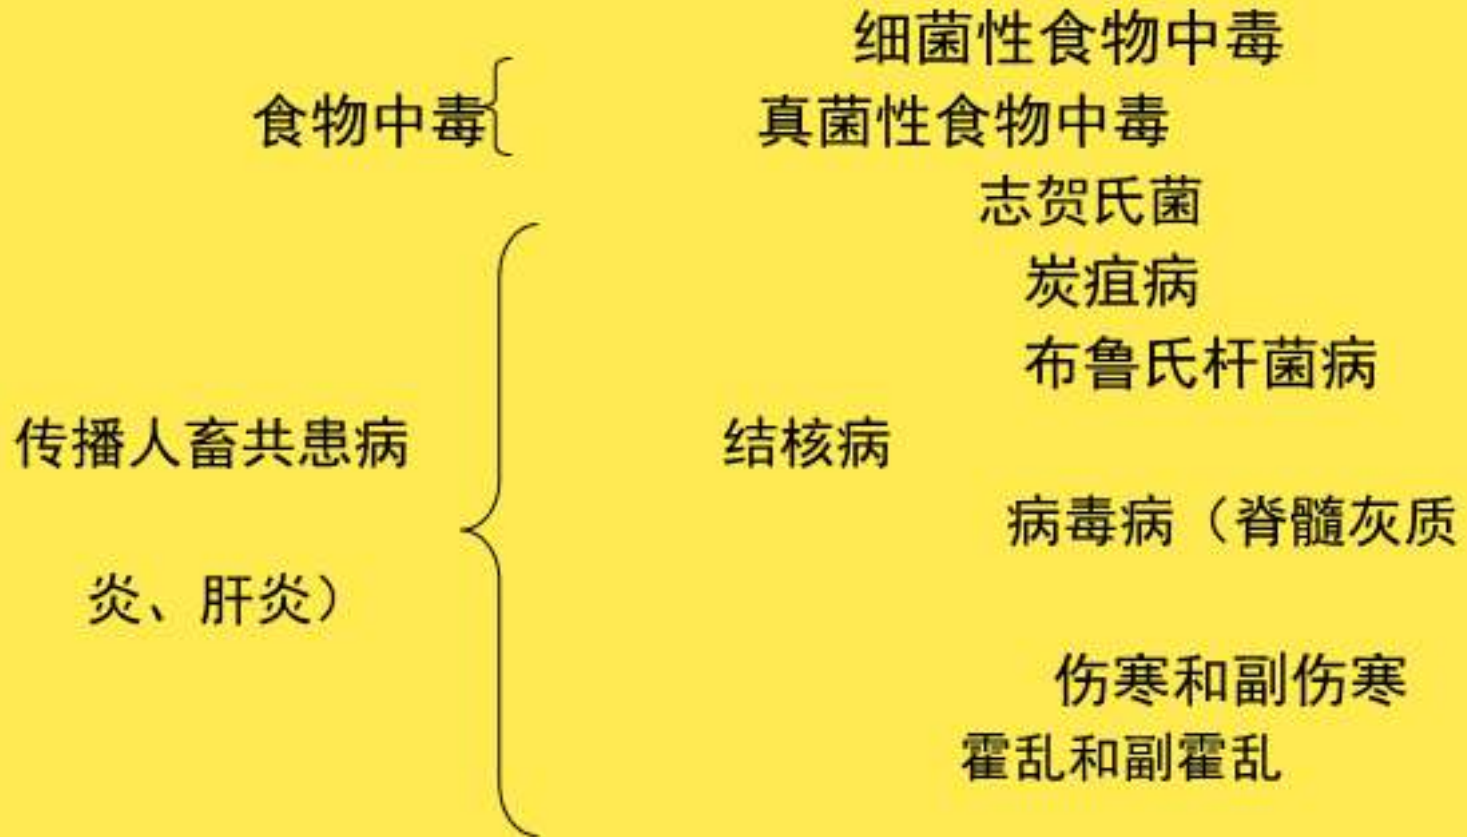 细菌性食物中毒
食物中毒 真菌性食物中毒
志贺氏菌
炭疽病
布鲁氏杆菌病
传播人畜共患病 结核病
病毒病（脊髓灰质
炎、肝炎）
伤寒和副伤寒
霍乱和副霍乱